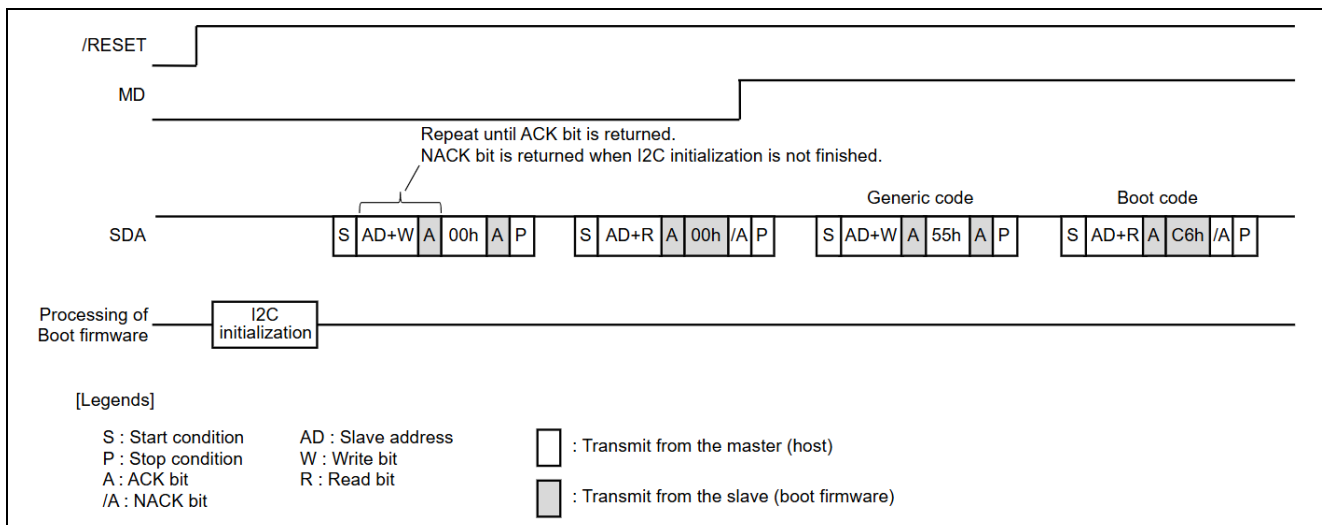 /RESET
MD
Repeat until ACK bit is returned.
NACK bit is returned when I2C initialization is not finished.
Generic code
Boot code
SDA
S AD+W A 00h A P
S AD+R A 00h /A P
S AD+W A 55h A P
S AD+R A C6h /A P
Processing of
Boot firmware
I2C
initialization
[Legends]
S : Start condition
P : Stop condition
A : ACK bit
/A : NACK bit
AD : Slave address
W : Write bit
R : Read bit
: Transmit from the master (host)
: Transmit from the slave (boot firmware)